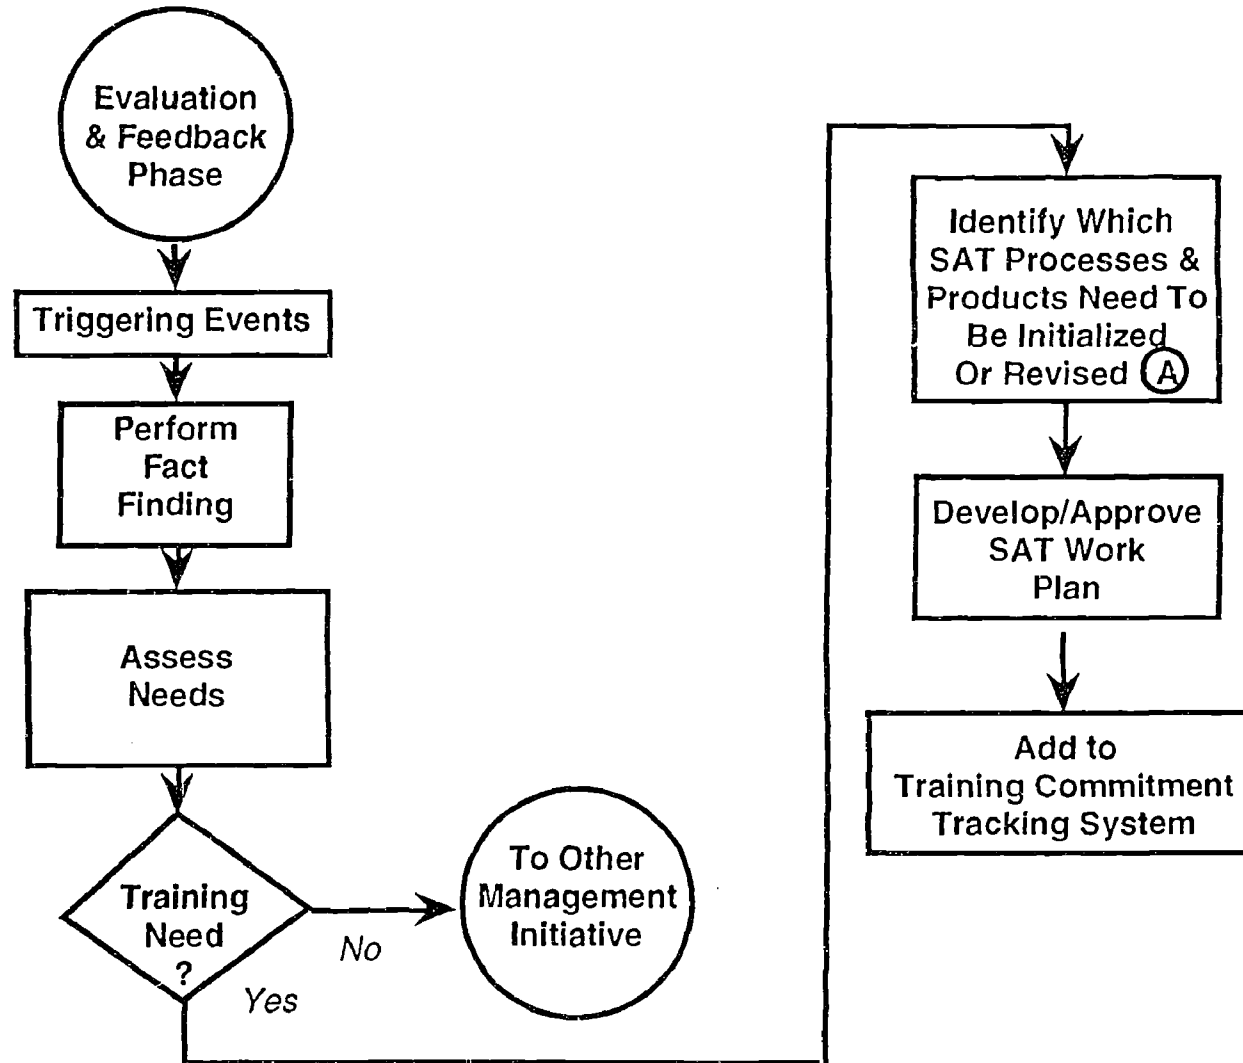 Evaluation
& Feedback
Phase
Triggering Events
Perform
Fact
Finding
Assess
Needs
Training
Need
?
No
Yes
To Other
Management
Initiative
Identify Which
SAT Processes &
Products Need To
Be Initialized
Or Revised A
Develop/Approve
SAT Work
Plan
Add to
Training Commitment
Tracking System